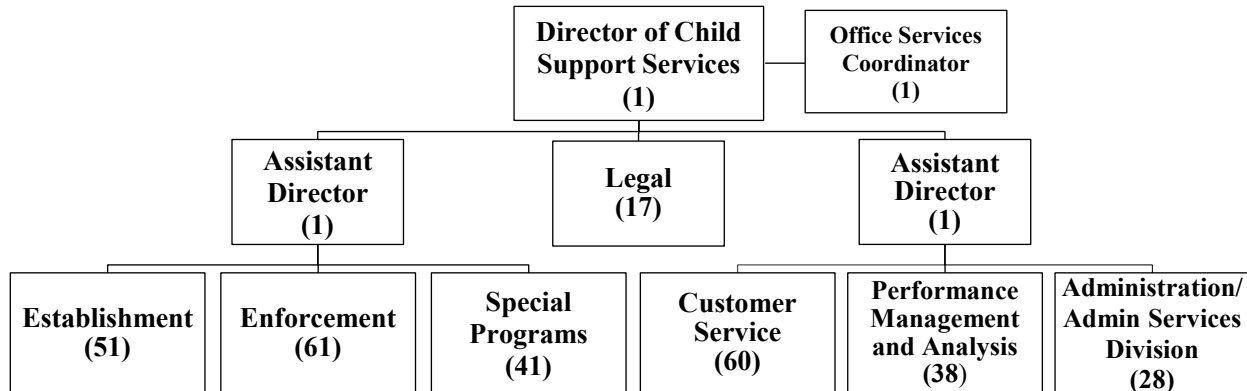 Director of Child
Support Services
(1)
Office Services
Coordinator
(1)
Assistant
Director
(1)
Legal
(17)
Assistant
Director
(1)
Establishment
(51)
Enforcement
(61)
Special
Programs
(41)
Customer
Service
(60)
Performance
Management
and Analysis
(38)
Administration/
Admin Services
Division
(28)